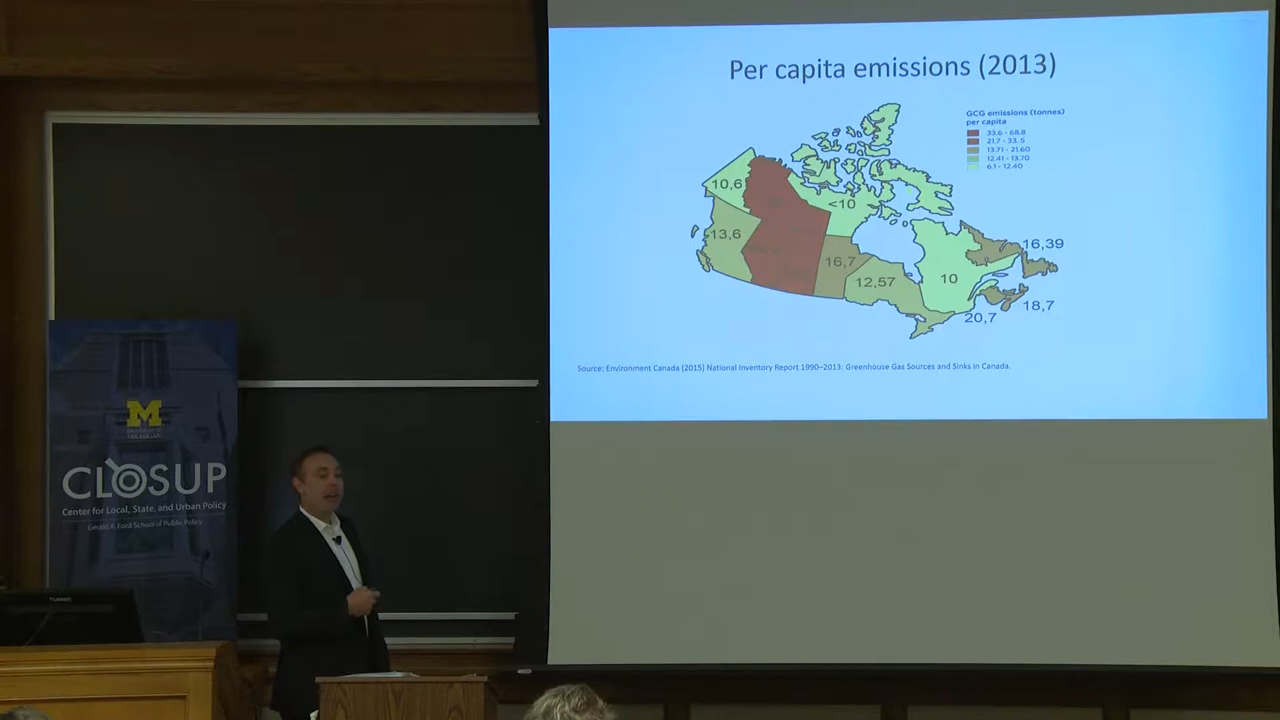 Per capita emissions (2013)
GCG emissions (tonnes)
per capita
33.6 - 68.8
21.7 - 33.5
13.71 - 21.60
12.41 - 13.70
6.1 - 12.40
10,6
<10
13,6
16,39
16,7
12,57
10
18,7
20,7
Source: Environment Canada (2015) National Inventory Report 1990–2013: Greenhouse Gas Sources and Sinks in Canada.
M
CLOSUP
Center for Local, State, and Urban Policy
Gerald R. Ford School of Public Policy